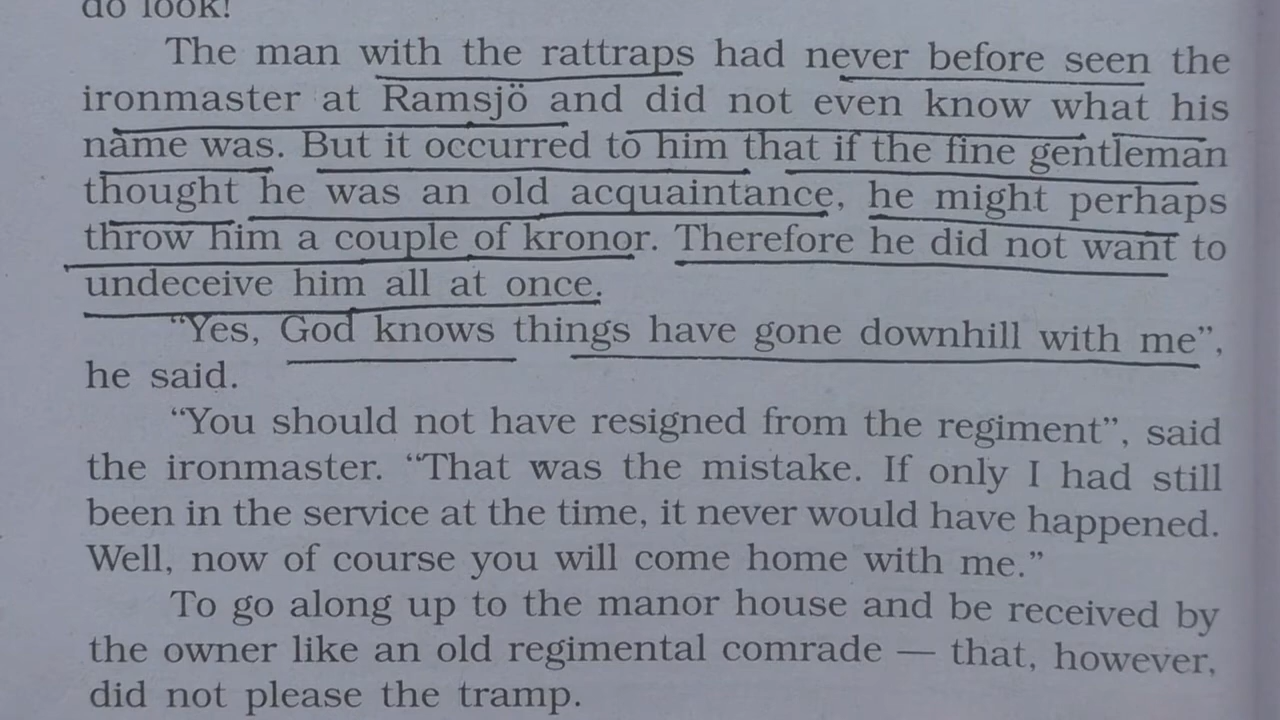 do look!
The man with the rattraps had never before seen the
ironmaster at Ramsjö and did not even know what his
name was. But it occurred to him that if the fine gentleman
thought he was an old acquaintance, he might perhaps
throw him a couple of kronor. Therefore he did not want to
undeceive him all at once.
“Yes, God knows things have gone downhill with me”,
he said.
“You should not have resigned from the regiment”, said
the ironmaster. “That was the mistake. If only I had still
been in the service at the time, it never would have happened.
Well, now of course you will come home with me.”
To go along up to the manor house and be received by
the owner like an old regimental comrade — that, however,
did not please the tramp.